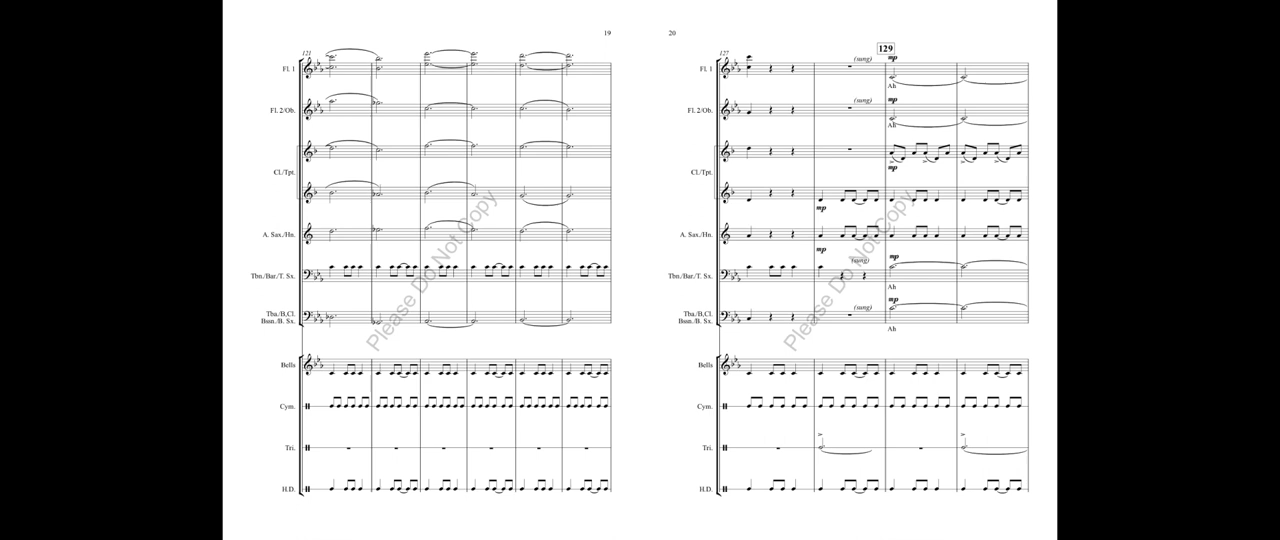 19
121
Fl. 1
Fl. 2/Ob.
Cl./Tpt.
A. Sax./Hn.
Tbn./Bar./T. Sx.
Tba./B.Cl.
Bsun./B. Sx.
Bells
Cym.
Tri.
H.D.
Please Do Not Copy
20
127
129
Fl. 1
(sung)
mp
Ah
Fl. 2/Ob.
(sung)
mp
Ah
Cl./Tpt.
mp
mp
A. Sax./Hn.
mp
Tbn./Bar./T. Sx.
(sung)
mp
Ah
Tba./B.Cl.
Bsun./B. Sx.
(sung)
mp
Ah
Bells
Cym.
Tri.
H.D.
Please Do Not Copy